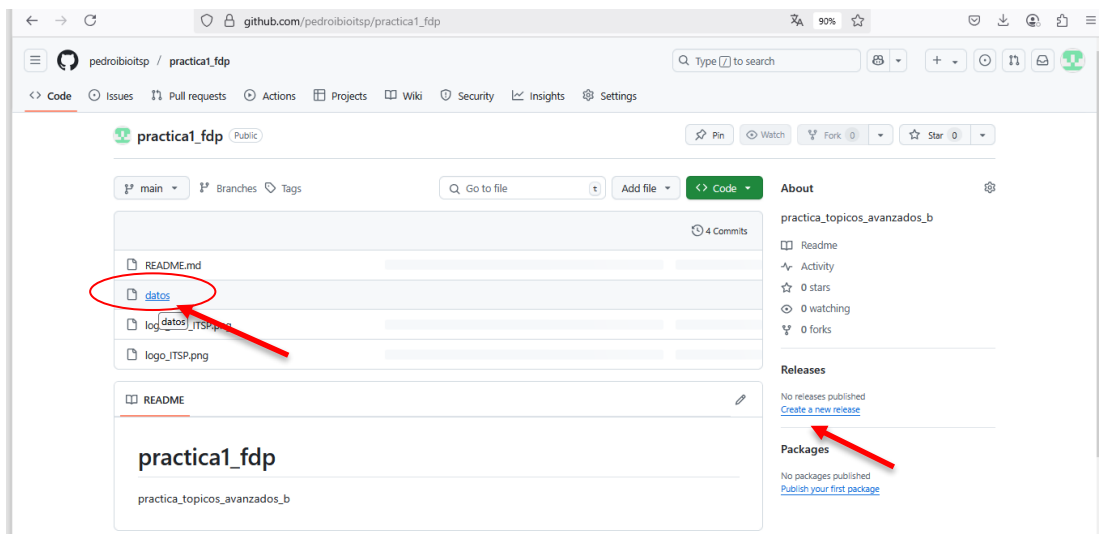 github.com/pedroibioitsp/practica1_fdp
90%
pedroibioitsp / practica1_fdp
Type / to search
Code Issues Pull requests Actions Projects Wiki Security Insights Settings
practica1_fdp Public
Pin Watch Fork 0 Star 0
main Branches Tags
Go to file t
Add file
Code
4 Commits
README.md
datos
datos
_ITSP.png
logo_ITSP.png
README
practica1_fdp
practica_topicos_avanzados_b
About
practica_topicos_avanzados_b
Readme
Activity
0 stars
0 watching
0 forks
Releases
No releases published
Create a new release
Packages
No packages published
Publish your first package